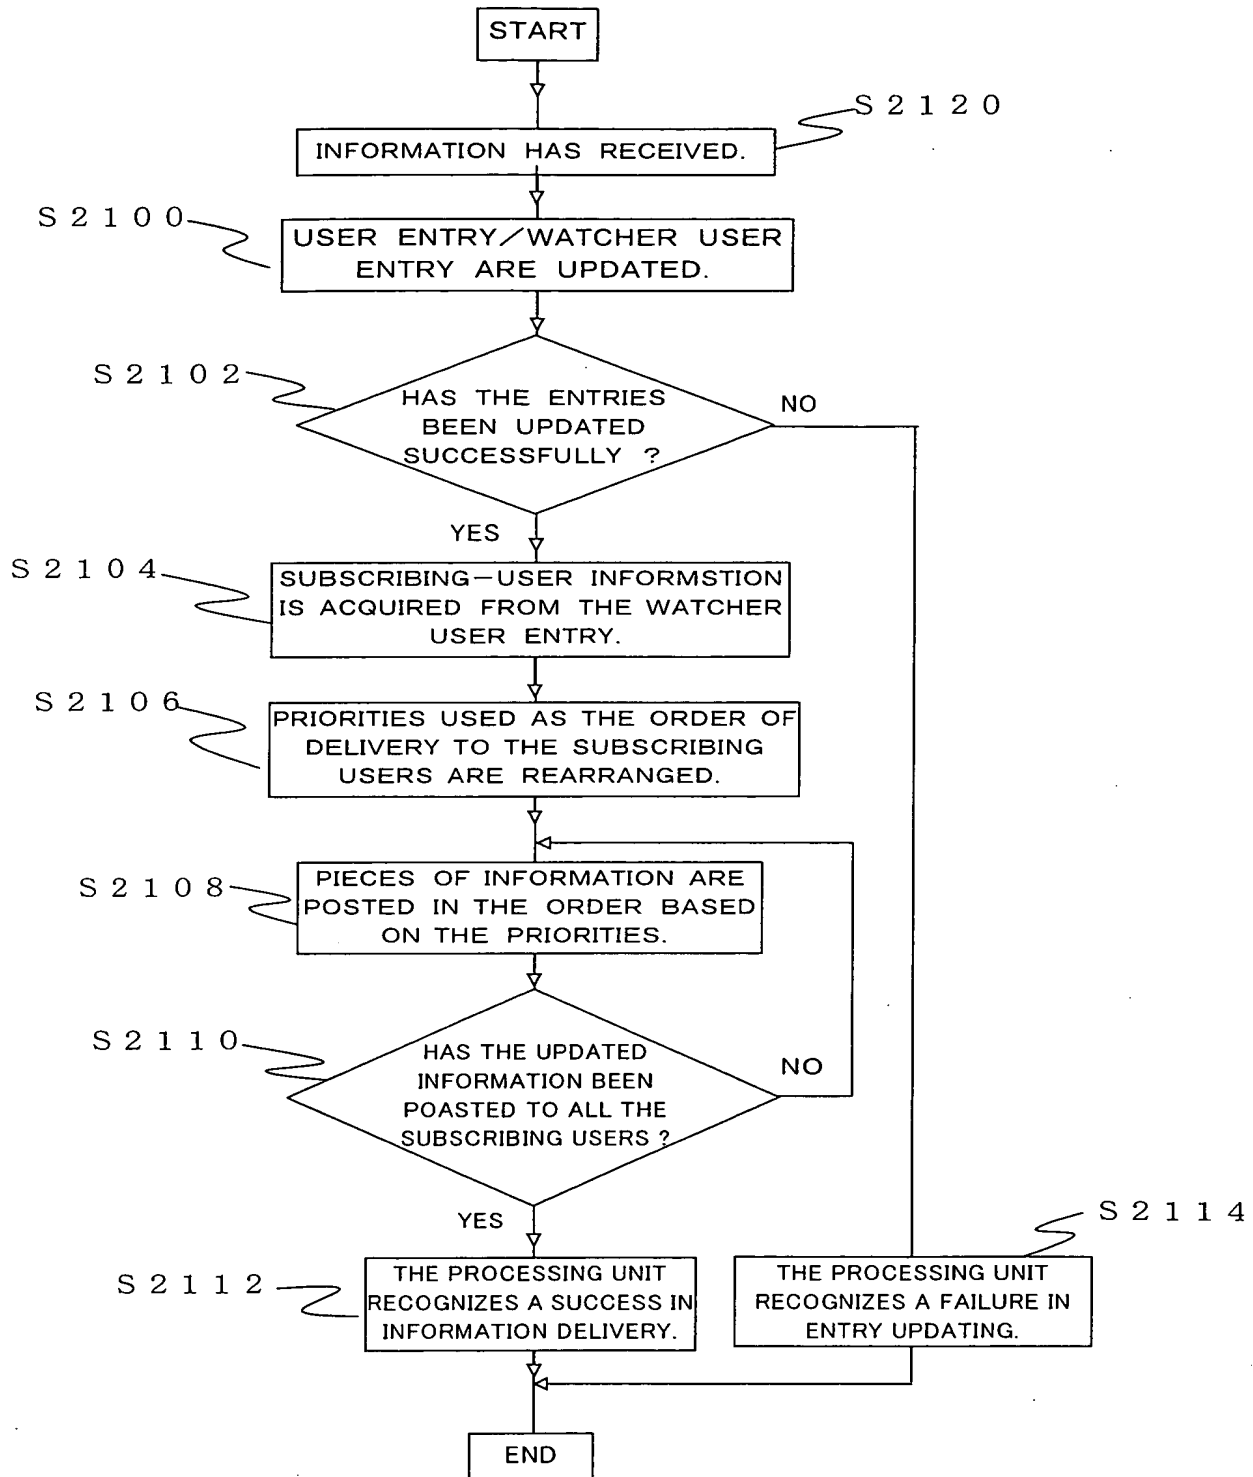 START
S2120
INFORMATION HAS RECEIVED.
S2100
USER ENTRY/WATCHER USER
ENTRY ARE UPDATED.
S2102
HAS THE ENTRIES
BEEN UPDATED
SUCCESSFULLY ?
NO
YES
S2104
SUBSCRIBING-USER INFORMSTION
IS ACQUIRED FROM THE WATCHER
USER ENTRY.
S2106
PRIORITIES USED AS THE ORDER OF
DELIVERY TO THE SUBSCRIBING
USERS ARE REARRANGED.
S2108
PIECES OF INFORMATION ARE
POSTED IN THE ORDER BASED
ON THE PRIORITIES.
S2110
HAS THE UPDATED
INFORMATION BEEN
POASTED TO ALL THE
SUBSCRIBING USERS ?
NO
YES
S2112
THE PROCESSING UNIT
RECOGNIZES A SUCCESS IN
INFORMATION DELIVERY.
S2114
THE PROCESSING UNIT
RECOGNIZES A FAILURE IN
ENTRY UPDATING.
END